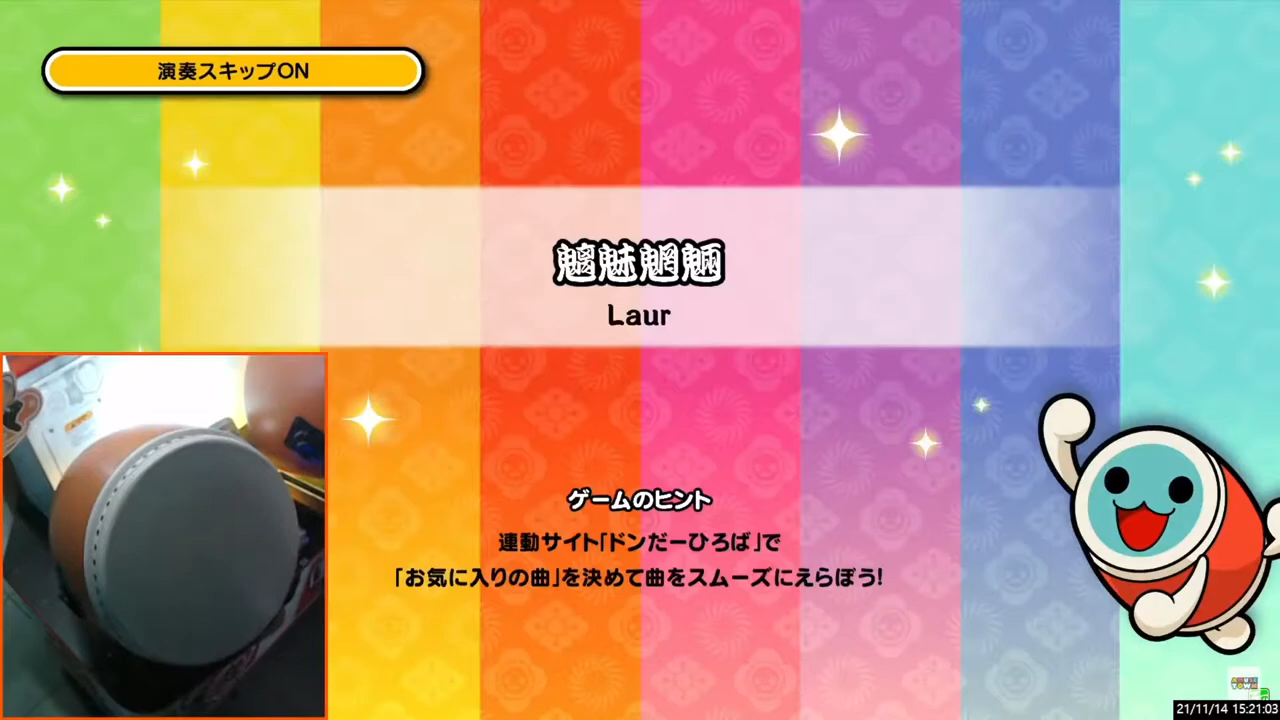 演奏スキップON
魑魅魍魎
Laur
ゲームのヒント
連動サイト「ドンだーひろば」で
「お気に入りの曲」を決めて曲をスムーズにえらぼう!
21/11/14 15:21:03